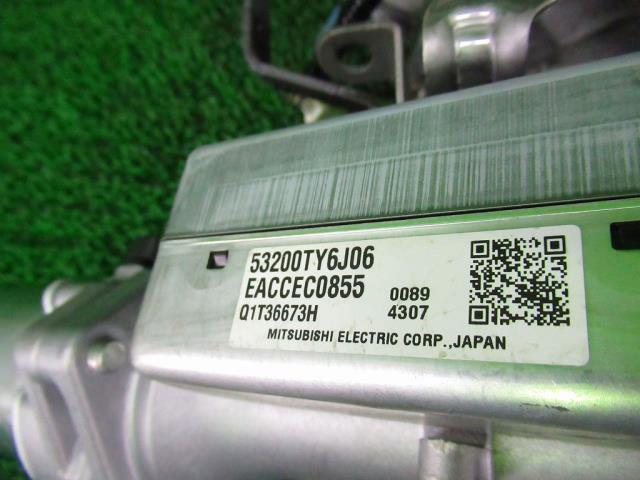 53200TY6J06
EACCEC0855 0089
Q1T36673H 4307
MITSUBISHI ELECTRIC CORP.,JAPAN